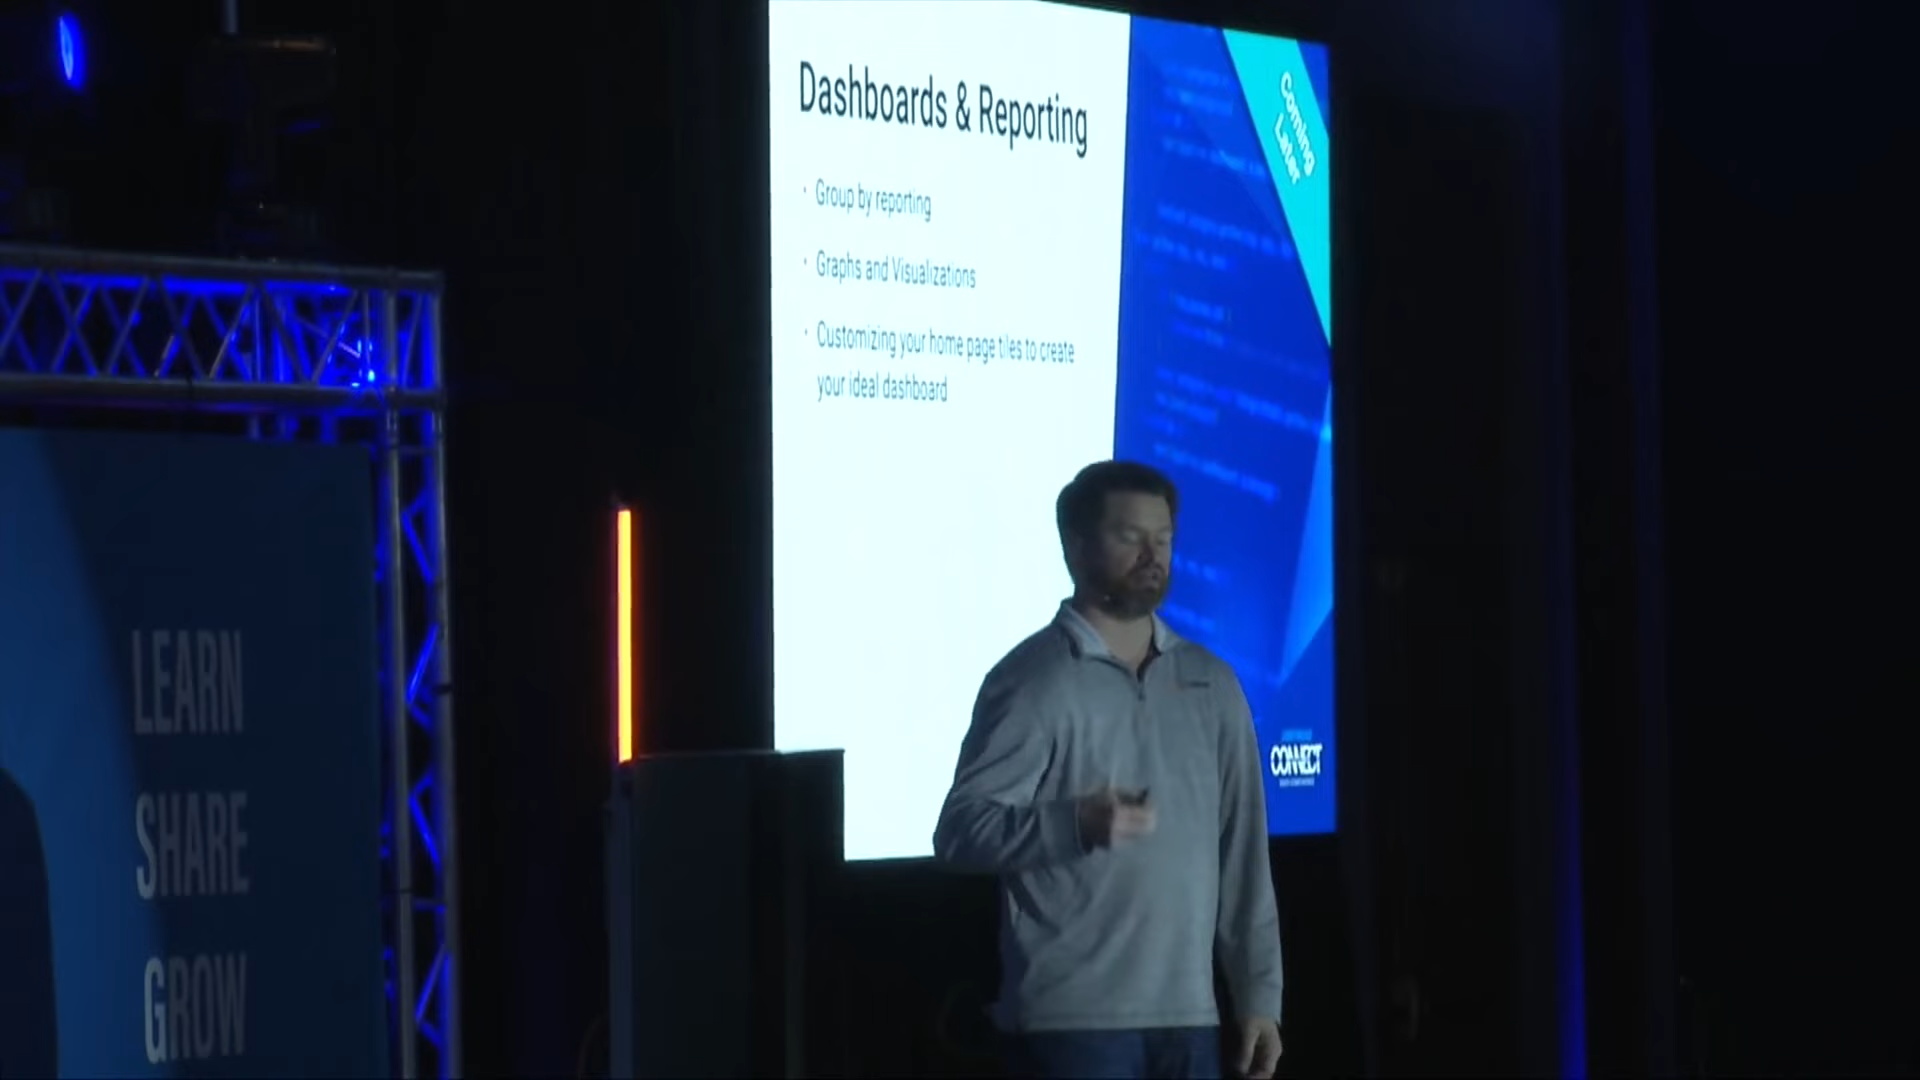 Dashboards & Reporting
· Group by reporting
· Graphs and Visualizations
· Customizing your home page tiles to create
your ideal dashboard
Coming
Later
CONNECT
LEARN
SHARE
GROW